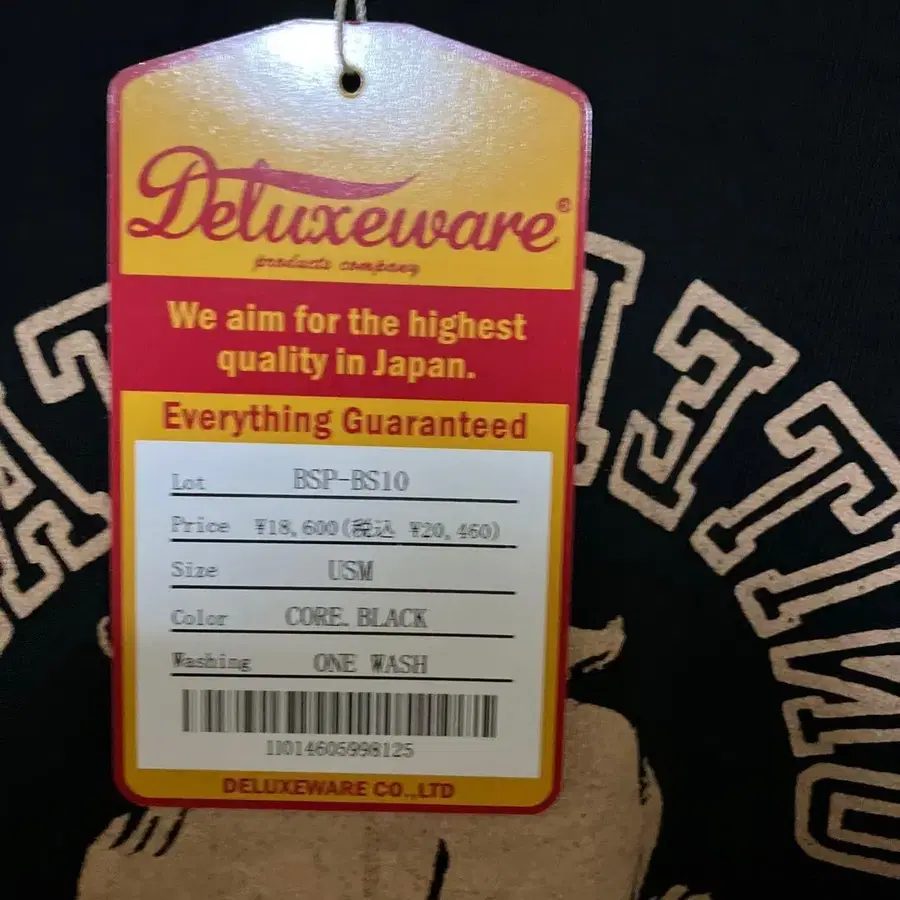 Deluxeware®
products company
We aim for the highest
quality in Japan.
Everything Guaranteed
Lot BSP-BS10
Price ¥18,600(税込 ¥20,460)
Size USM
Color CORE.BLACK
Washing ONE WASH
11014605998125
DELUXEWARE CO.,LTD